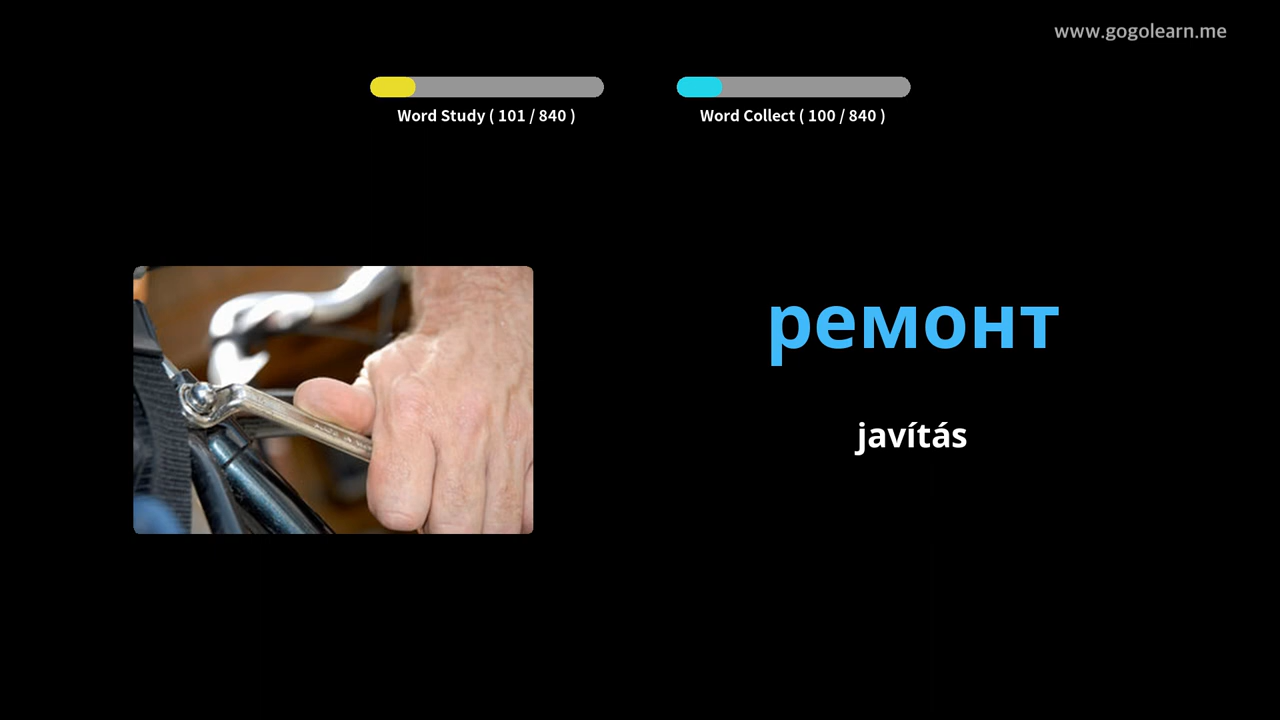 www.gogolearn.me
Word Study ( 101 / 840 )
Word Collect ( 100 / 840 )
ремонт
javítás